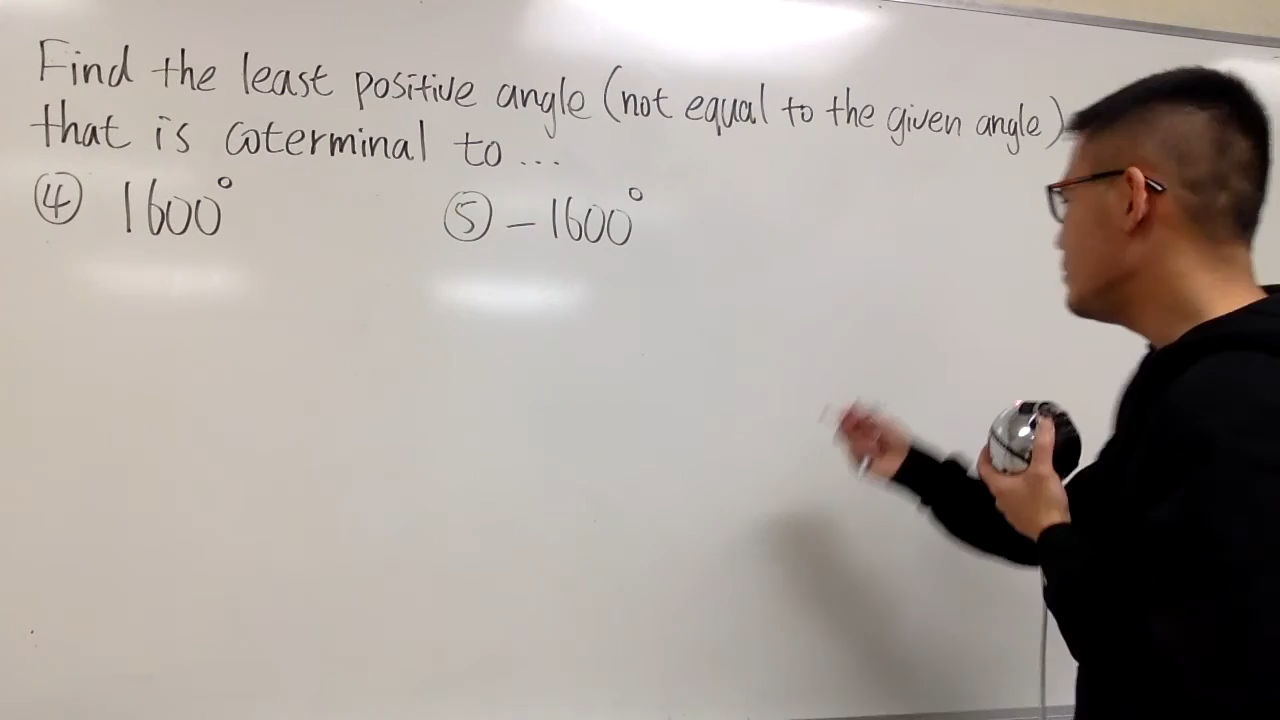 Find the least positive angle (not equal to the given angle)
that is coterminal to ...
④ 1600° ⑤ -1600°